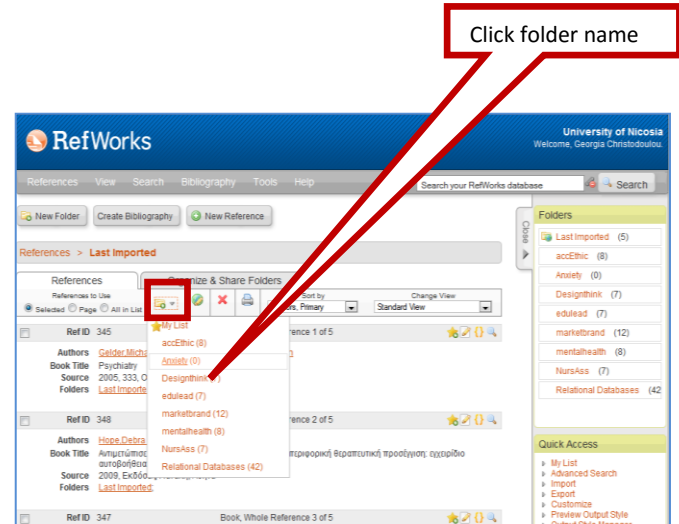 Click folder name
RefWorks
University of Nicosia
Welcome, Georgia Christodoulou.
References View Search Bibliography Tools Help
Search your RefWorks database
Search
New Folder
Create Bibliography
New Reference
Close
References > Last Imported
References
Organize & Share Folders
References to Use
Selected Page All in List
Sort by
Primary
Change View
Standard View
My List
accEthic (8)
Anxiety (0)
Designthink
edulead (7)
marketbrand (12)
mentalhealth (8)
NursAss (7)
Relational Databases (42)
Ref ID 345
1 of 5
Authors
Book Title Psychiatry
Source 2005, 333,
Folders
Ref ID 348
2 of 5
Authors
Book Title
περιφορική θεραπευτική προσέγγιση: εγχειρίδιο
Source 2009,
Folders Last Imported;
Ref ID 347
Book, Whole Reference 3 of 5
Folders
Last Imported (5)
accEthic (8)
Anxiety (0)
Designthink (7)
edulead (7)
marketbrand (12)
mentalhealth (8)
NursAss (7)
Relational Databases (42
Quick Access
My List
Advanced Search
Import
Export
Customize
Preview Output Style